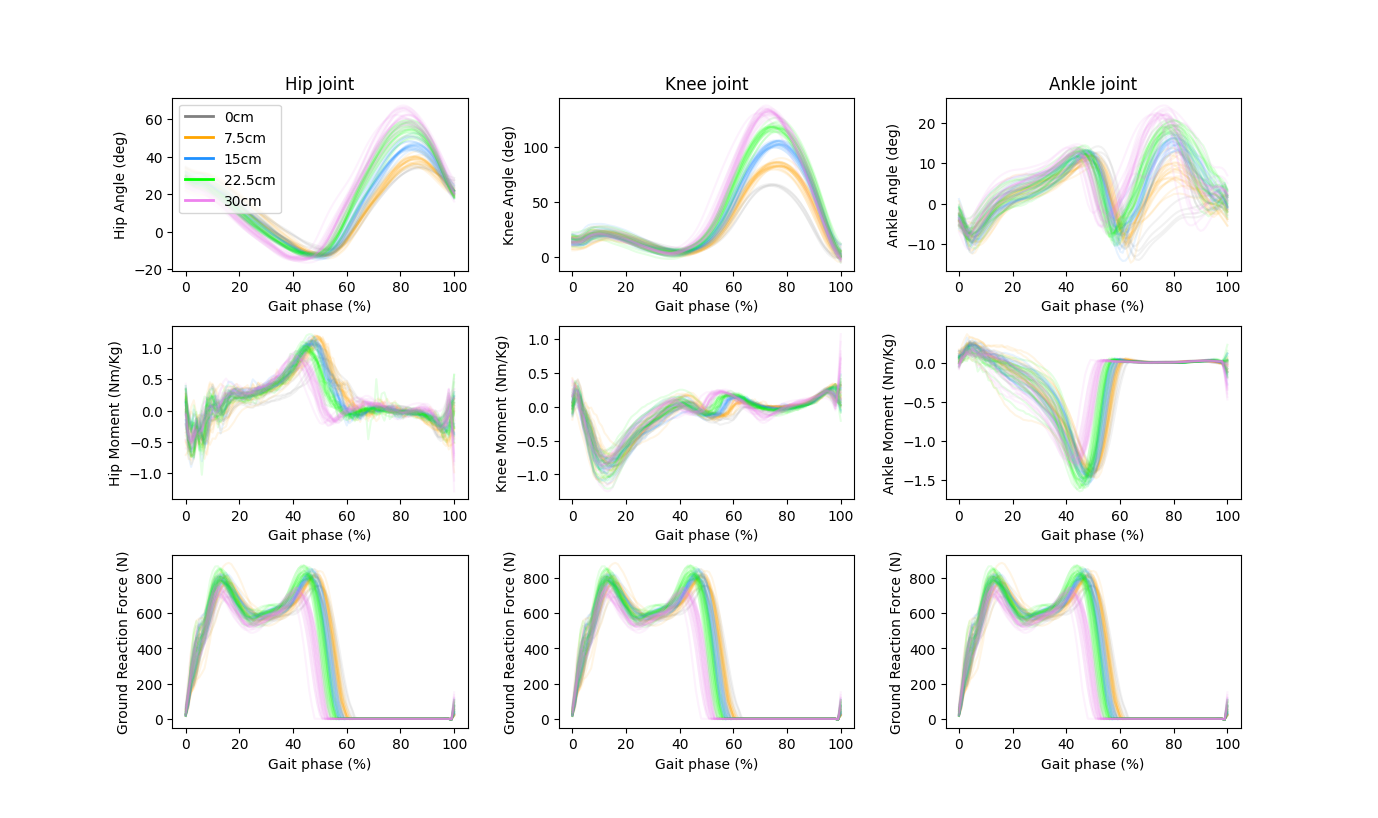 Hip joint
Knee joint
Ankle joint
Hip Angle (deg)
60
40
20
0
−20
0cm
7.5cm
15cm
22.5cm
30cm
0 20 40 60 80 100
Gait phase (%)
Knee Angle (deg)
100
50
0
0 20 40 60 80 100
Gait phase (%)
Ankle Angle (deg)
20
10
0
−10
0 20 40 60 80 100
Gait phase (%)
Hip Moment (Nm/Kg)
1.0
0.5
0.0
−0.5
−1.0
0 20 40 60 80 100
Gait phase (%)
Knee Moment (Nm/Kg)
1.0
0.5
0.0
−0.5
−1.0
0 20 40 60 80 100
Gait phase (%)
Ankle Moment (Nm/Kg)
0.0
−0.5
−1.0
−1.5
0 20 40 60 80 100
Gait phase (%)
Ground Reaction Force (N)
800
600
400
200
0
0 20 40 60 80 100
Gait phase (%)
Ground Reaction Force (N)
800
600
400
200
0
0 20 40 60 80 100
Gait phase (%)
Ground Reaction Force (N)
800
600
400
200
0
0 20 40 60 80 100
Gait phase (%)